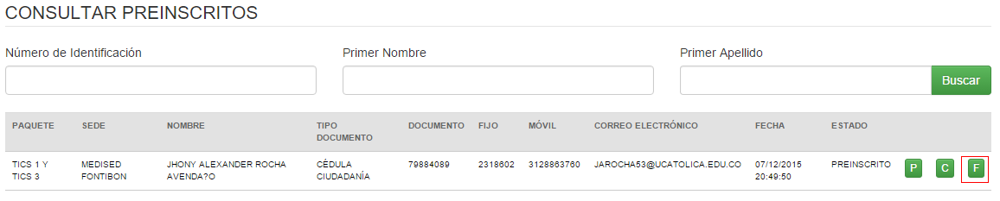 CONSULTAR PREINSCRITOS
Número de Identificación Primer Nombre Primer Apellido
Buscar
PAQUETE SEDE NOMBRE TIPO DOCUMENTO FIJO MÓVIL CORREO ELECTRÓNICO FECHA ESTADO
DOCUMENTO
TICS 1 Y MEDISED JHONY ALEXANDER ROCHA CÉDULA 79884089 2318602 3128863760 JAROCHA53@UCATOLICA.EDU.CO 07/12/2015 PREINSCRITO P C F
TICS 3 FONTIBON AVENDA?O CIUDADANÍA 20:49:50